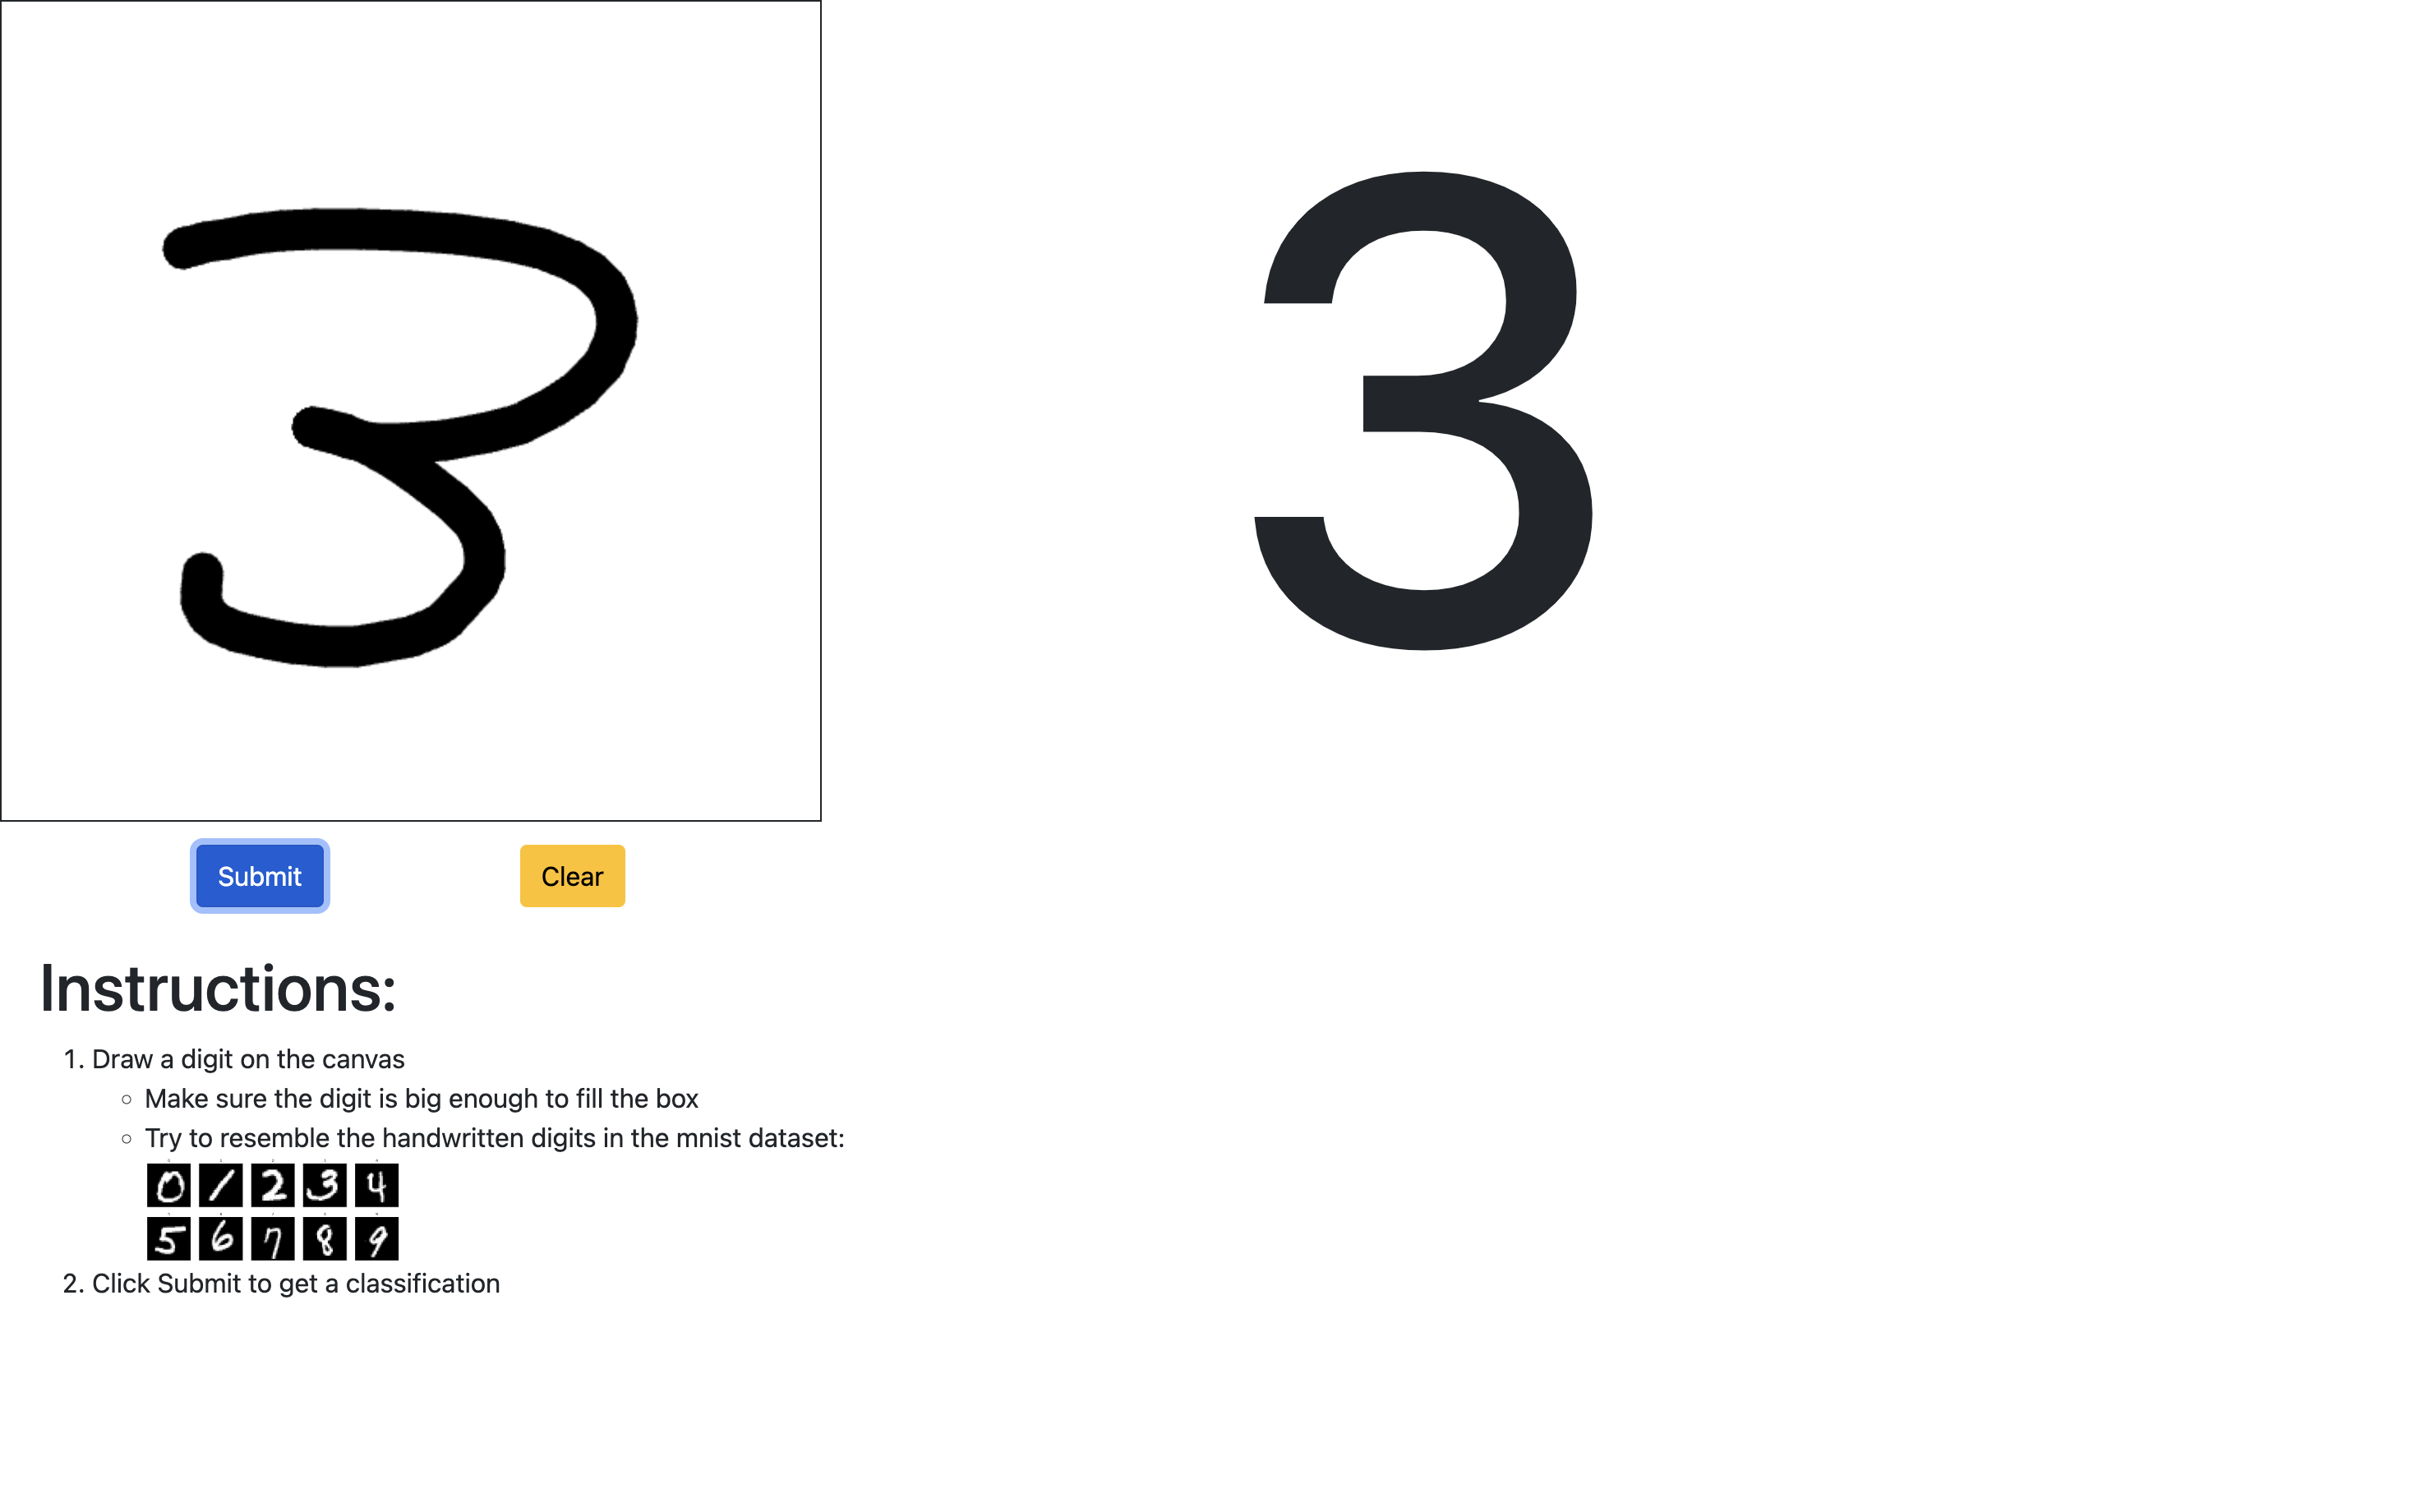 3
3
Submit Clear
Instructions:
1. Draw a digit on the canvas
○ Make sure the digit is big enough to fill the box
○ Try to resemble the handwritten digits in the mnist dataset:
0 1 2 3 4
5 6 7 8 9
2. Click Submit to get a classification